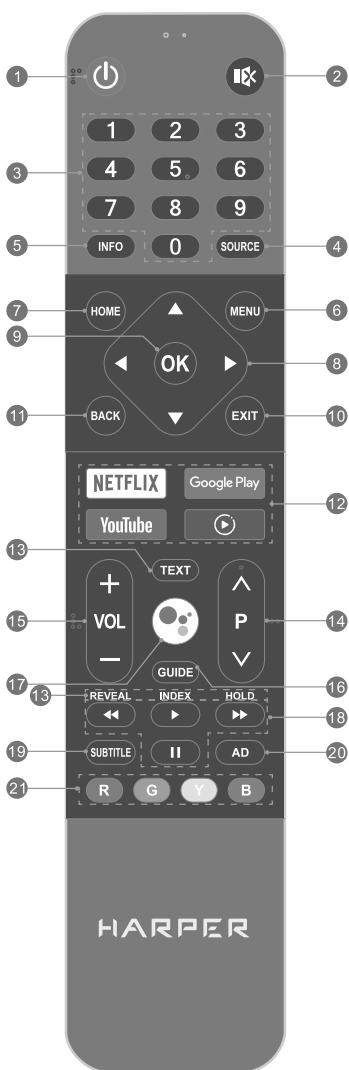 1 2
1 2 3
3 4 5 6
7 8 9
5 INFO 0 SOURCE 4
7 HOME MENU 6
9 OK 8
11 BACK EXIT 10
NETFLIX Google Play
12
YouTube
13 TEXT
15 VOL P 14
17 GUIDE 16
13 REVEAL INDEX HOLD
18
19 SUBTITLE AD 20
21 R G Y B
HARPER